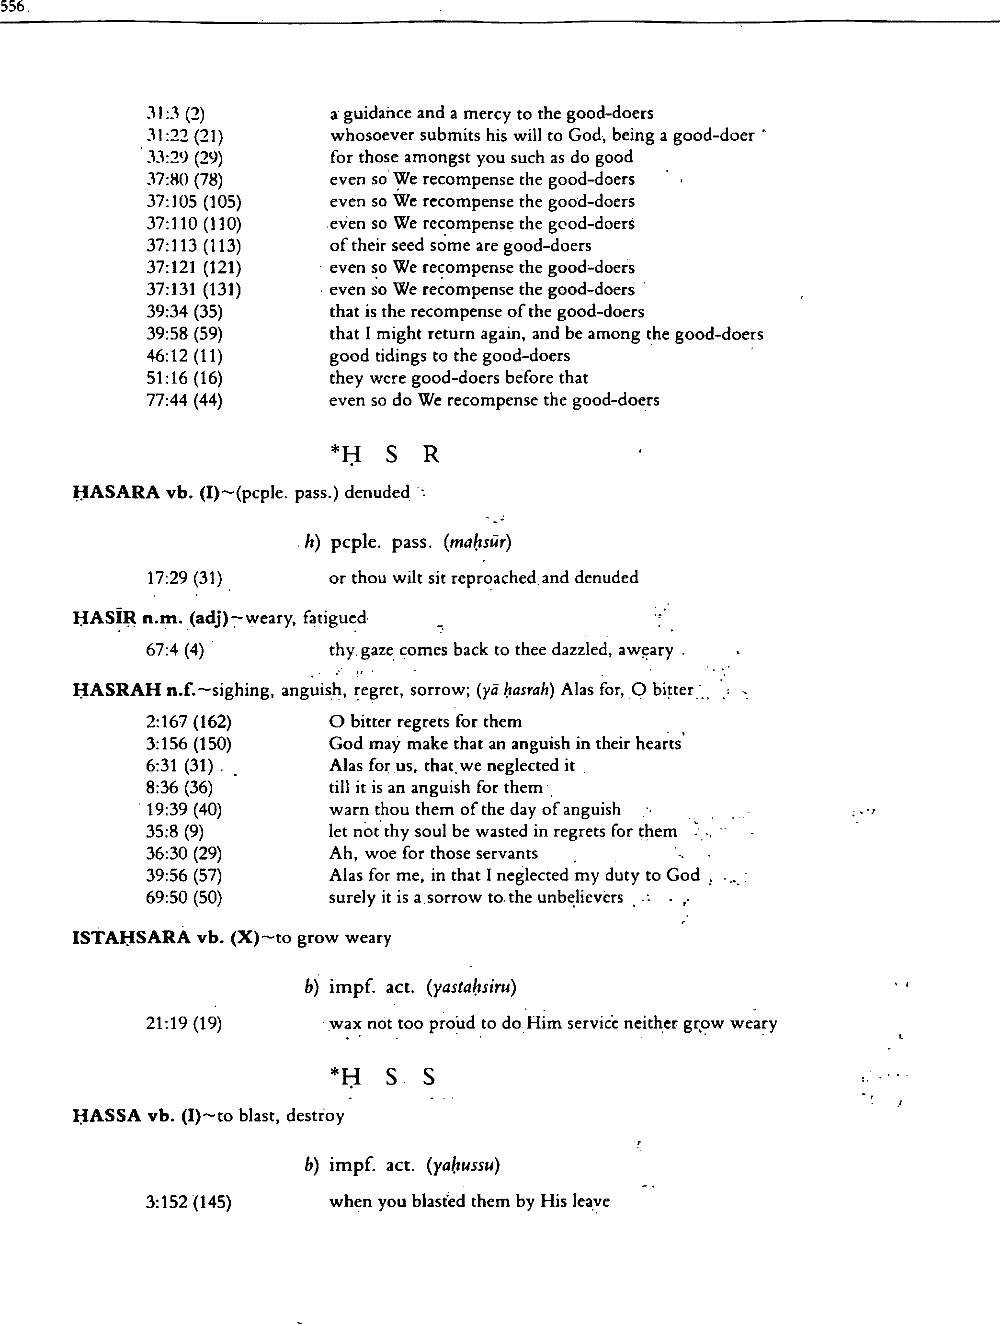 556
31:3 (2) a guidance and a mercy to the good-doers
31:22 (21) whosoever submits his will to God, being a good-doer
33:29 (29) for those amongst you such as do good
37:80 (78) even so We recompense the good-doers
37:105 (105) even so We recompense the good-doers
37:110 (110) even so We recompense the good-doers
37:113 (113) of their seed some are good-doers
37:121 (121) even so We recompense the good-doers
37:131 (131) even so We recompense the good-doers
39:34 (35) that is the recompense of the good-doers
39:58 (59) that I might return again, and be among the good-doers
46:12 (11) good tidings to the good-doers
51:16 (16) they were good-doers before that
77:44 (44) even so do We recompense the good-doers
*Ḥ S R
ḤASARA vb. (I)~(pcple. pass.) denuded
h) pcple. pass. (maḥsūr)
17:29 (31) or thou wilt sit reproached and denuded
ḤASĪR n.m. (adj)~weary, fatigued
67:4 (4) thy gaze comes back to thee dazzled, aweary
ḤASRAH n.f.~sighing, anguish, regret, sorrow; (yā ḥasrah) Alas for, O bitter
2:167 (162) O bitter regrets for them
3:156 (150) God may make that an anguish in their hearts
6:31 (31) Alas for us, that we neglected it
8:36 (36) till it is an anguish for them
19:39 (40) warn thou them of the day of anguish
35:8 (9) let not thy soul be wasted in regrets for them
36:30 (29) Ah, woe for those servants
39:56 (57) Alas for me, in that I neglected my duty to God
69:50 (50) surely it is a sorrow to the unbelievers
ISTAḤSARA vb. (X)~to grow weary
b) impf. act. (yastaḥsiru)
21:19 (19) wax not too proud to do Him service neither grow weary
*Ḥ S S
ḤASSA vb. (I)~to blast, destroy
b) impf. act. (yaḥussu)
3:152 (145) when you blasted them by His leave